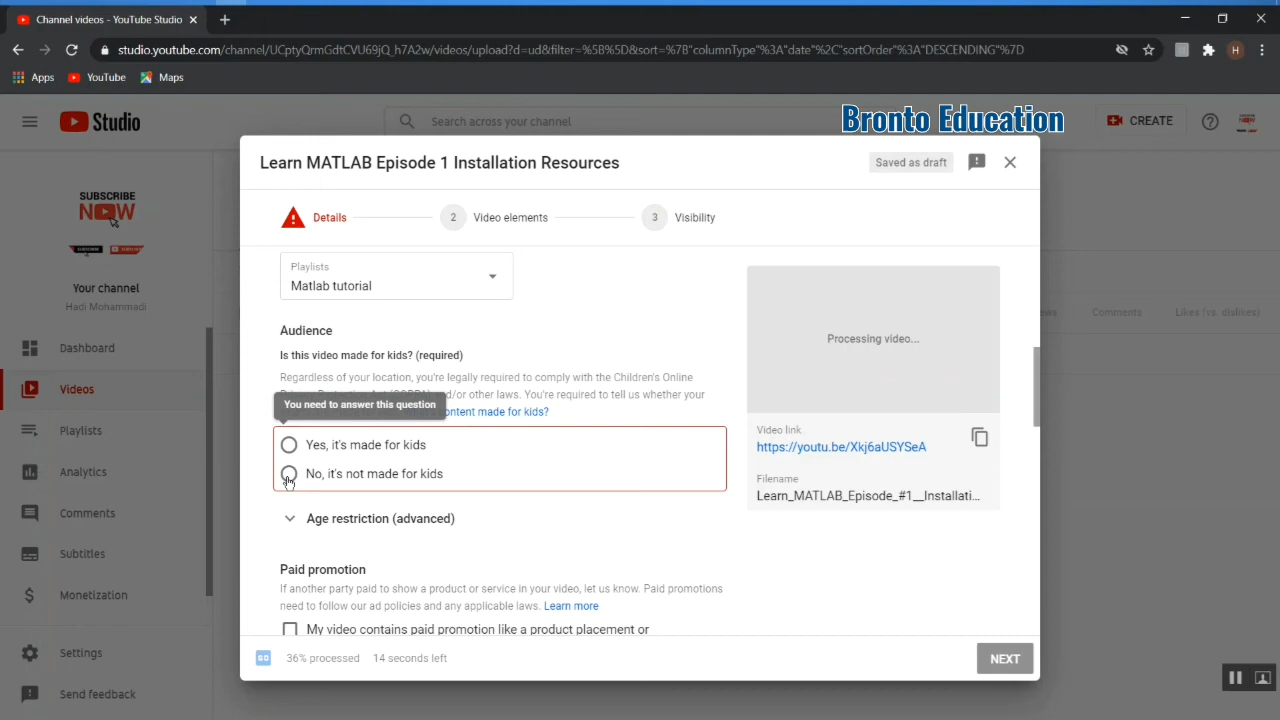 Channel videos - YouTube Studio
studio.youtube.com/channel/UCptyQrmGdtCVU69jQ_h7A2w/videos/upload?d=ud&filter=%5B%5D&sort=%7B"columnType"%3A"date"%2C"sortOrder"%3A"DESCENDING"%7D
H
Apps YouTube Maps
Studio
Search across your channel
Bronto Education
CREATE
SUBSCRIBE
NOW
Your channel
Hadi Mohammadi
Dashboard
Videos
Playlists
Analytics
Comments
Subtitles
Monetization
Settings
Send feedback
Comments Likes (vs. dislikes)
Learn MATLAB Episode 1 Installation Resources
Saved as draft
Details
2 Video elements
3 Visibility
Playlists
Matlab tutorial
Audience
Is this video made for kids? (required)
Regardless of your location, you're legally required to comply with the Children's Online
and/or other laws. You're required to tell us whether your
You need to answer this question
content made for kids?
Yes, it's made for kids
No, it's not made for kids
Age restriction (advanced)
Paid promotion
If another party paid to show a product or service in your video, let us know. Paid promotions
need to follow our ad policies and any applicable laws. Learn more
My video contains paid promotion like a product placement or
Processing video...
Video link
https://youtu.be/Xkj6aUSYSeA
Filename
Learn_MATLAB_Episode_#1__Installati...
SD 36% processed 14 seconds left
NEXT